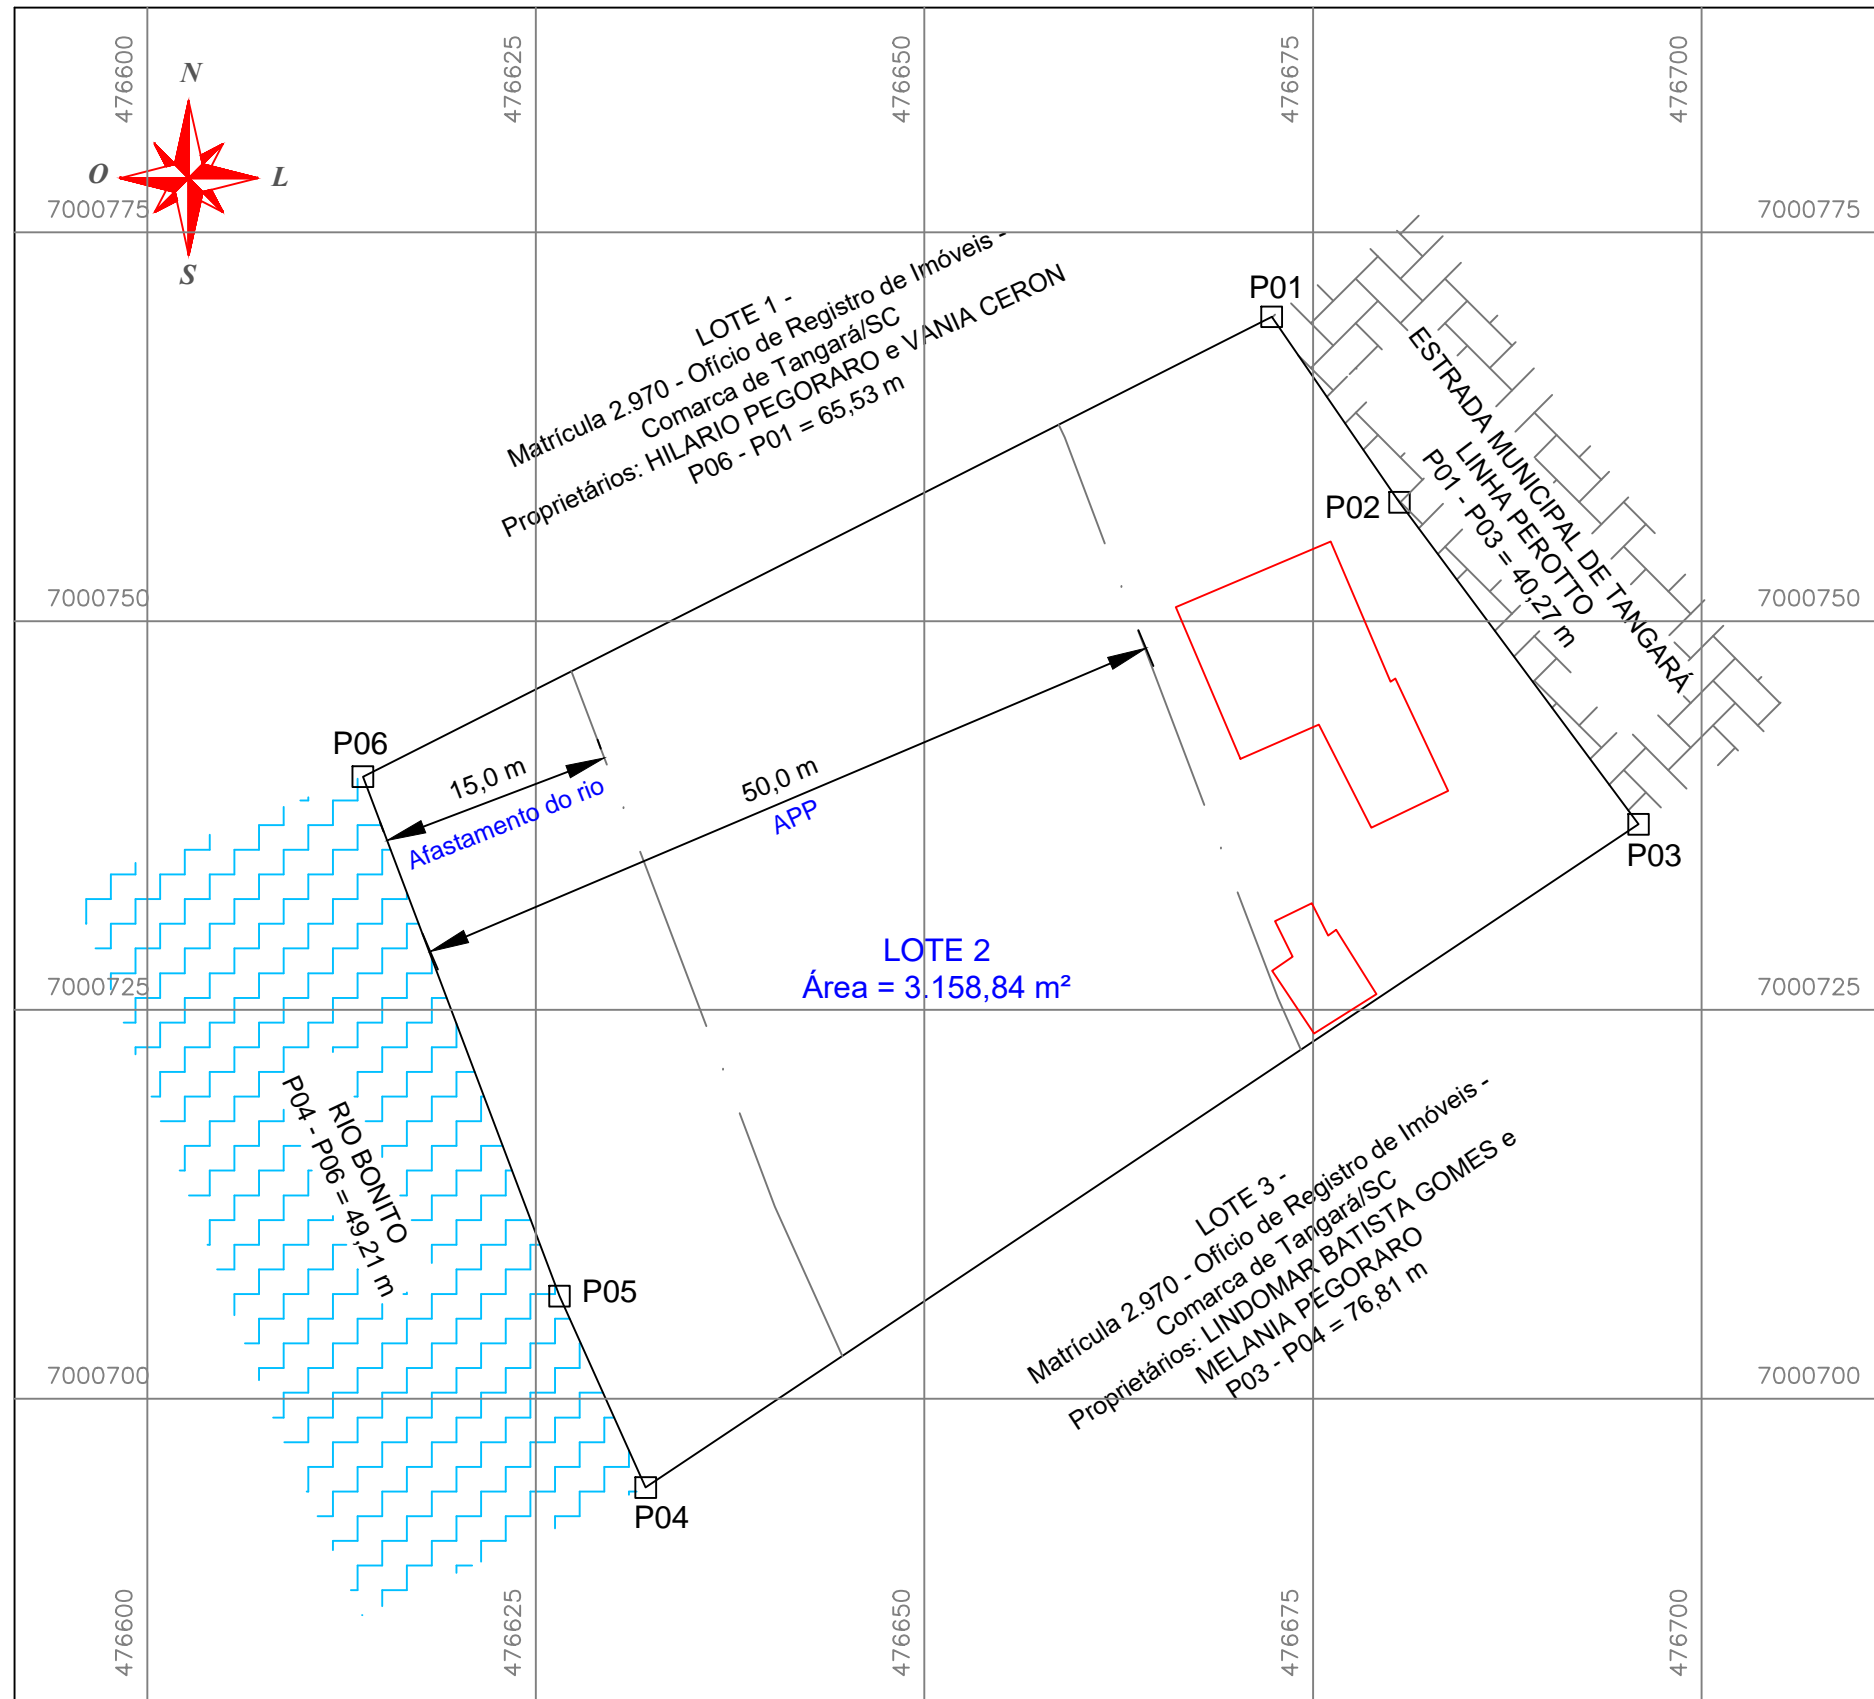 476600
476625
476650
476675
476700
N
O
L
S
7000775
7000775
LOTE 1 -
Matrícula 2.970 - Ofício de Registro de Imóveis -
Comarca de Tangará/SC
Proprietários: HILARIO PEGORARO e VANIA CERON
P06 - P01 = 65,53 m
P01
ESTRADA MUNICIPAL DE TANGARÁ
LINHA PEROTTO
P01 - P03 = 40,27 m
P02
7000750
7000750
P06
15,0 m
Afastamento do rio
50,0 m
APP
P03
LOTE 2
Área = 3.158,84 m²
7000725
7000725
RIO BONITO
P04 - P06 = 49,21 m
P05
LOTE 3 -
Matrícula 2.970 - Ofício de Registro de Imóveis -
Comarca de Tangará/SC
Proprietários: LINDOMAR BATISTA GOMES e
MELANIA PEGORARO
P03 - P04 = 76,81 m
7000700
7000700
P04
476600
476625
476650
476675
476700